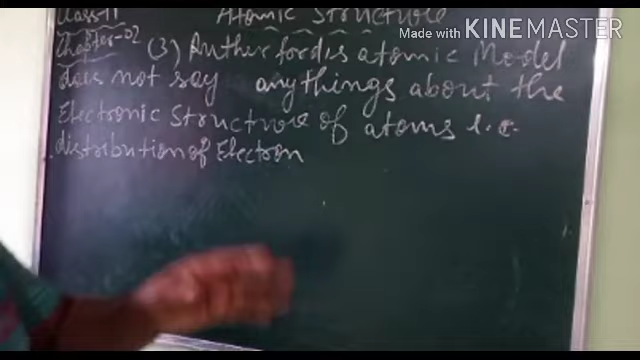 Class-11 Atomic Structure
Made with KINEMASTER
Chapter-02 (3) Rutherfordis atomic Model
does not say anythings about the
Electronic Structure of atoms i.e.
distribution of Electron